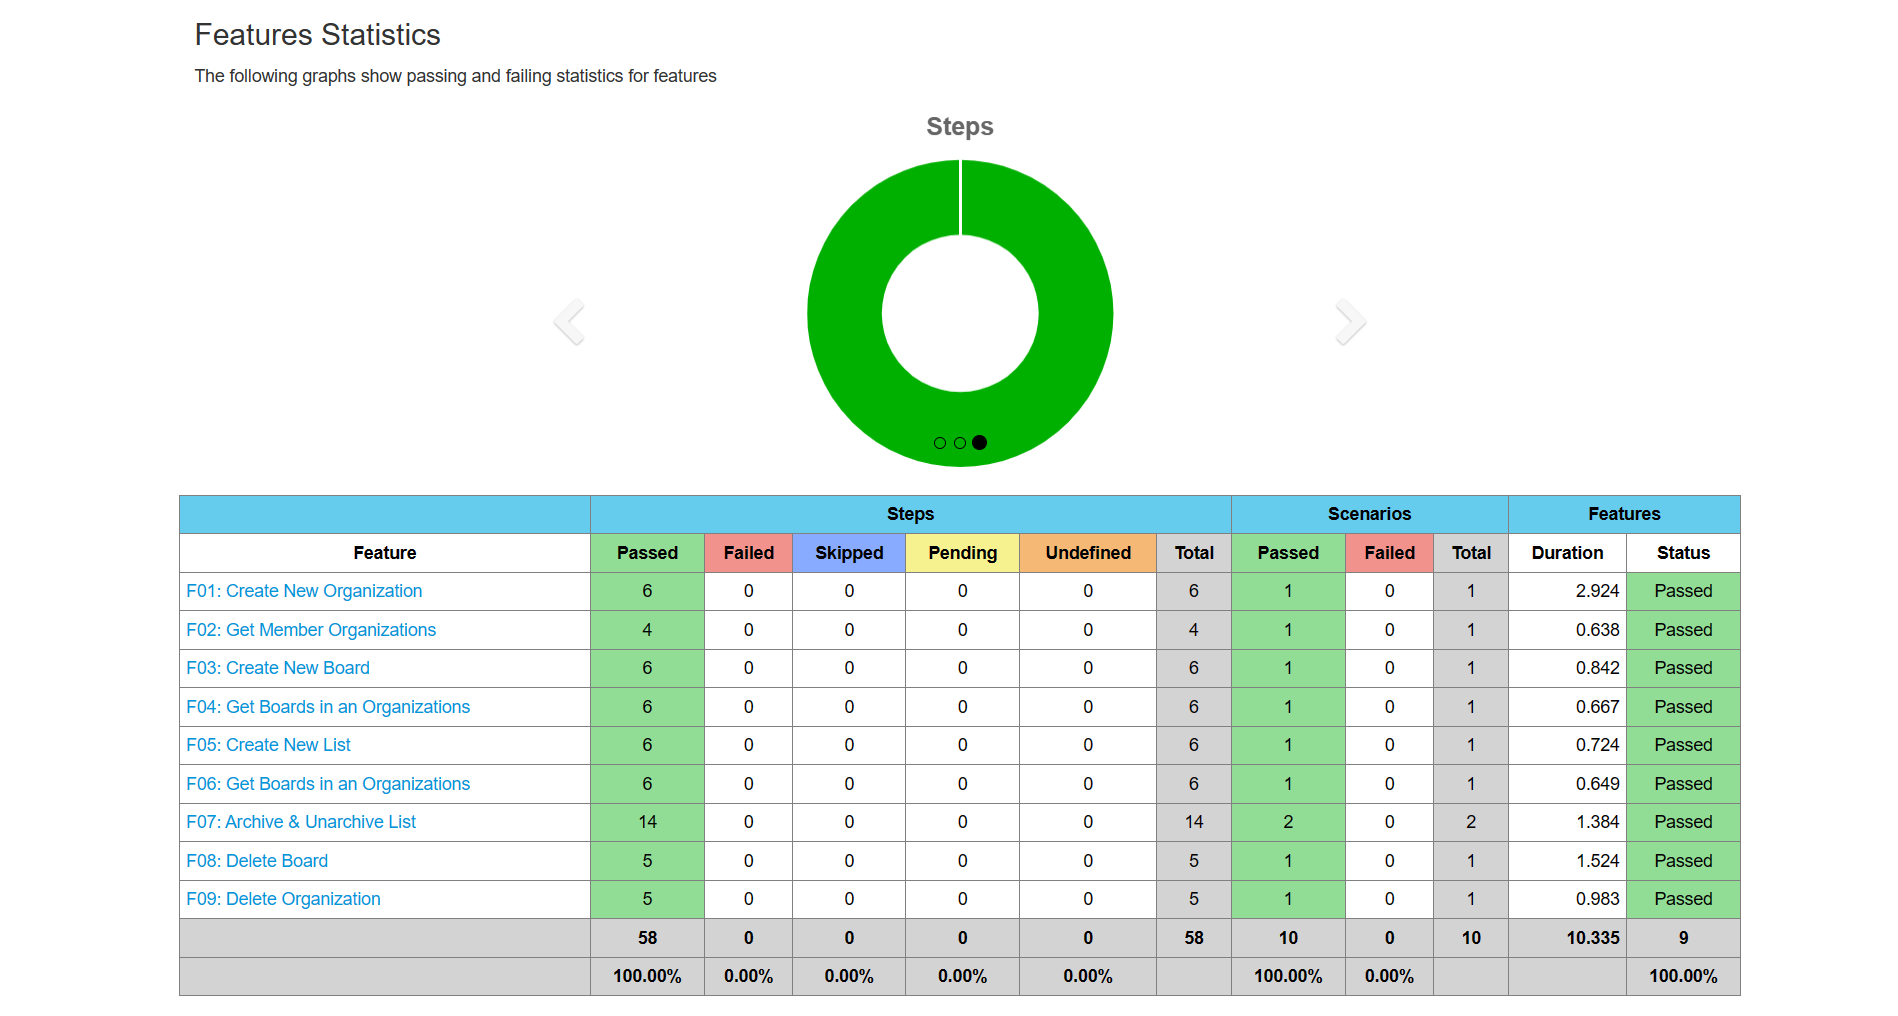 Features Statistics
The following graphs show passing and failing statistics for features
Steps
Steps Scenarios Features
Feature Passed Failed Skipped Pending Undefined Total Passed Failed Total Duration Status
F01: Create New Organization 6 0 0 0 0 6 1 0 1 2.924 Passed
F02: Get Member Organizations 4 0 0 0 0 4 1 0 1 0.638 Passed
F03: Create New Board 6 0 0 0 0 6 1 0 1 0.842 Passed
F04: Get Boards in an Organizations 6 0 0 0 0 6 1 0 1 0.667 Passed
F05: Create New List 6 0 0 0 0 6 1 0 1 0.724 Passed
F06: Get Boards in an Organizations 6 0 0 0 0 6 1 0 1 0.649 Passed
F07: Archive & Unarchive List 14 0 0 0 0 14 2 0 2 1.384 Passed
F08: Delete Board 5 0 0 0 0 5 1 0 1 1.524 Passed
F09: Delete Organization 5 0 0 0 0 5 1 0 1 0.983 Passed
58 0 0 0 0 58 10 0 10 10.335 9
100.00% 0.00% 0.00% 0.00% 0.00% 100.00% 0.00% 100.00%